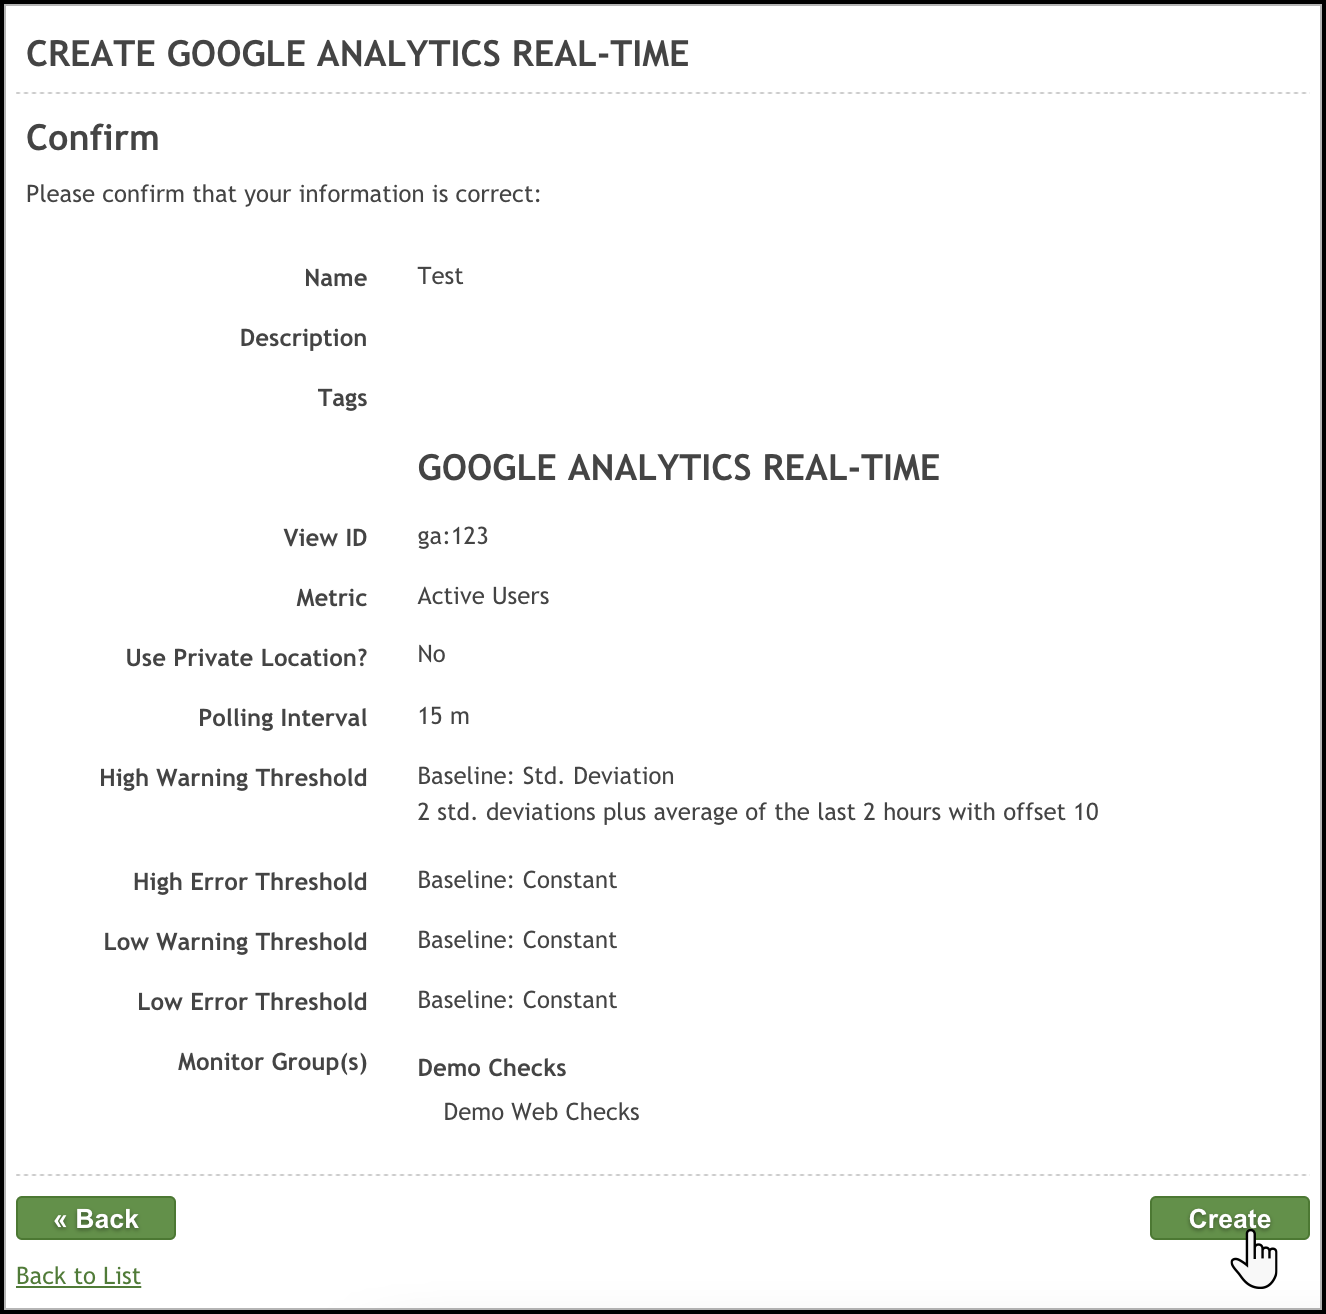 CREATE GOOGLE ANALYTICS REAL-TIME
Confirm
Please confirm that your information is correct:
Name Test
Description
Tags
GOOGLE ANALYTICS REAL-TIME
View ID ga:123
Metric Active Users
Use Private Location? No
Polling Interval 15 m
High Warning Threshold Baseline: Std. Deviation
2 std. deviations plus average of the last 2 hours with offset 10
High Error Threshold Baseline: Constant
Low Warning Threshold Baseline: Constant
Low Error Threshold Baseline: Constant
Monitor Group(s) Demo Checks
Demo Web Checks
« Back Create
Back to List